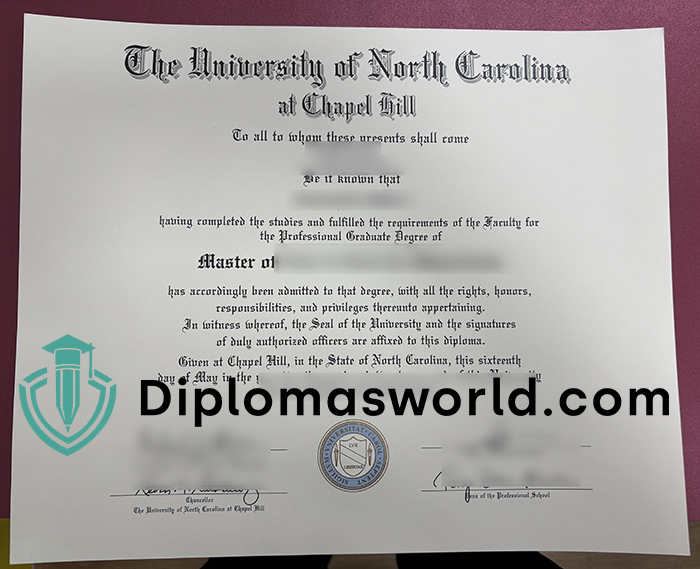 The University of North Carolina
at Chapel Hill
To all to whom these presents shall come
Be it known that
having completed the studies and fulfilled the requirements of the Faculty for
the Professional Graduate Degree of
Master of
has accordingly been admitted to that degree, with all the rights, honors,
responsibilities, and privileges thereunto appertaining.
In witness whereof, the Seal of the University and the signatures
of duly authorized officers are affixed to this diploma.
Given at Chapel Hill, in the State of North Carolina, this sixteenth
day of May in the
Diplomasworld.com
LVX
LIBERTAS
Chancellor
The University of North Carolina at Chapel Hill
Dean of the Professional School